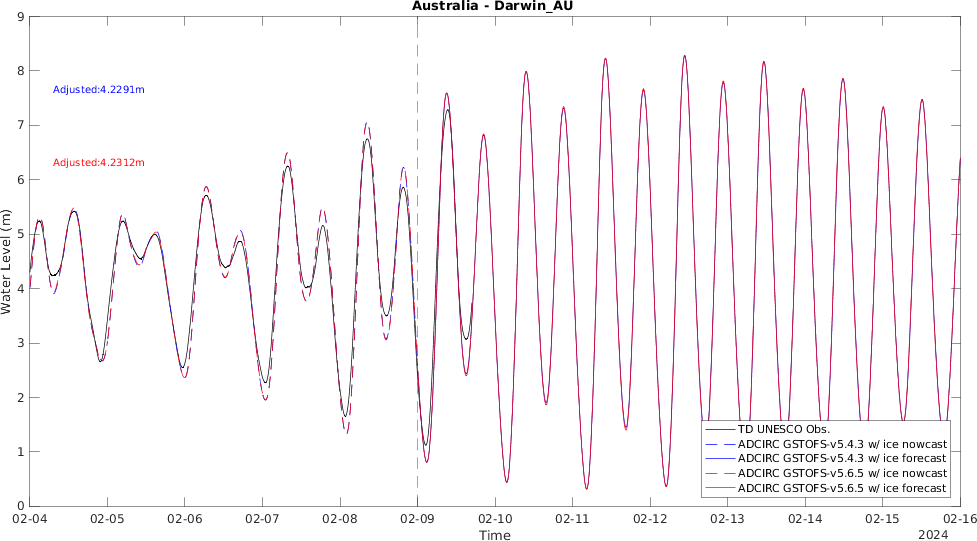 Australia - Darwin_AU
9
8
7
6
5
4
3
2
1
0
Water Level (m)
Adjusted:4.2291m
Adjusted:4.2312m
TD UNESCO Obs.
ADCIRC GSTOFS-v5.4.3 w/ ice nowcast
ADCIRC GSTOFS-v5.4.3 w/ ice forecast
ADCIRC GSTOFS-v5.6.5 w/ ice nowcast
ADCIRC GSTOFS-v5.6.5 w/ ice forecast
02-04 02-05 02-06 02-07 02-08 02-09 02-10 02-11 02-12 02-13 02-14 02-15 02-16
Time
2024